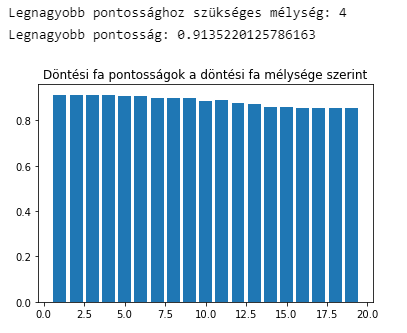 Legnagyobb pontossághoz szükséges mélység: 4
Legnagyobb pontosság: 0.9135220125786163
Döntési fa pontosságok a döntési fa mélysége szerint
0.8
0.6
0.4
0.2
0.0
0.0 2.5 5.0 7.5 10.0 12.5 15.0 17.5 20.0